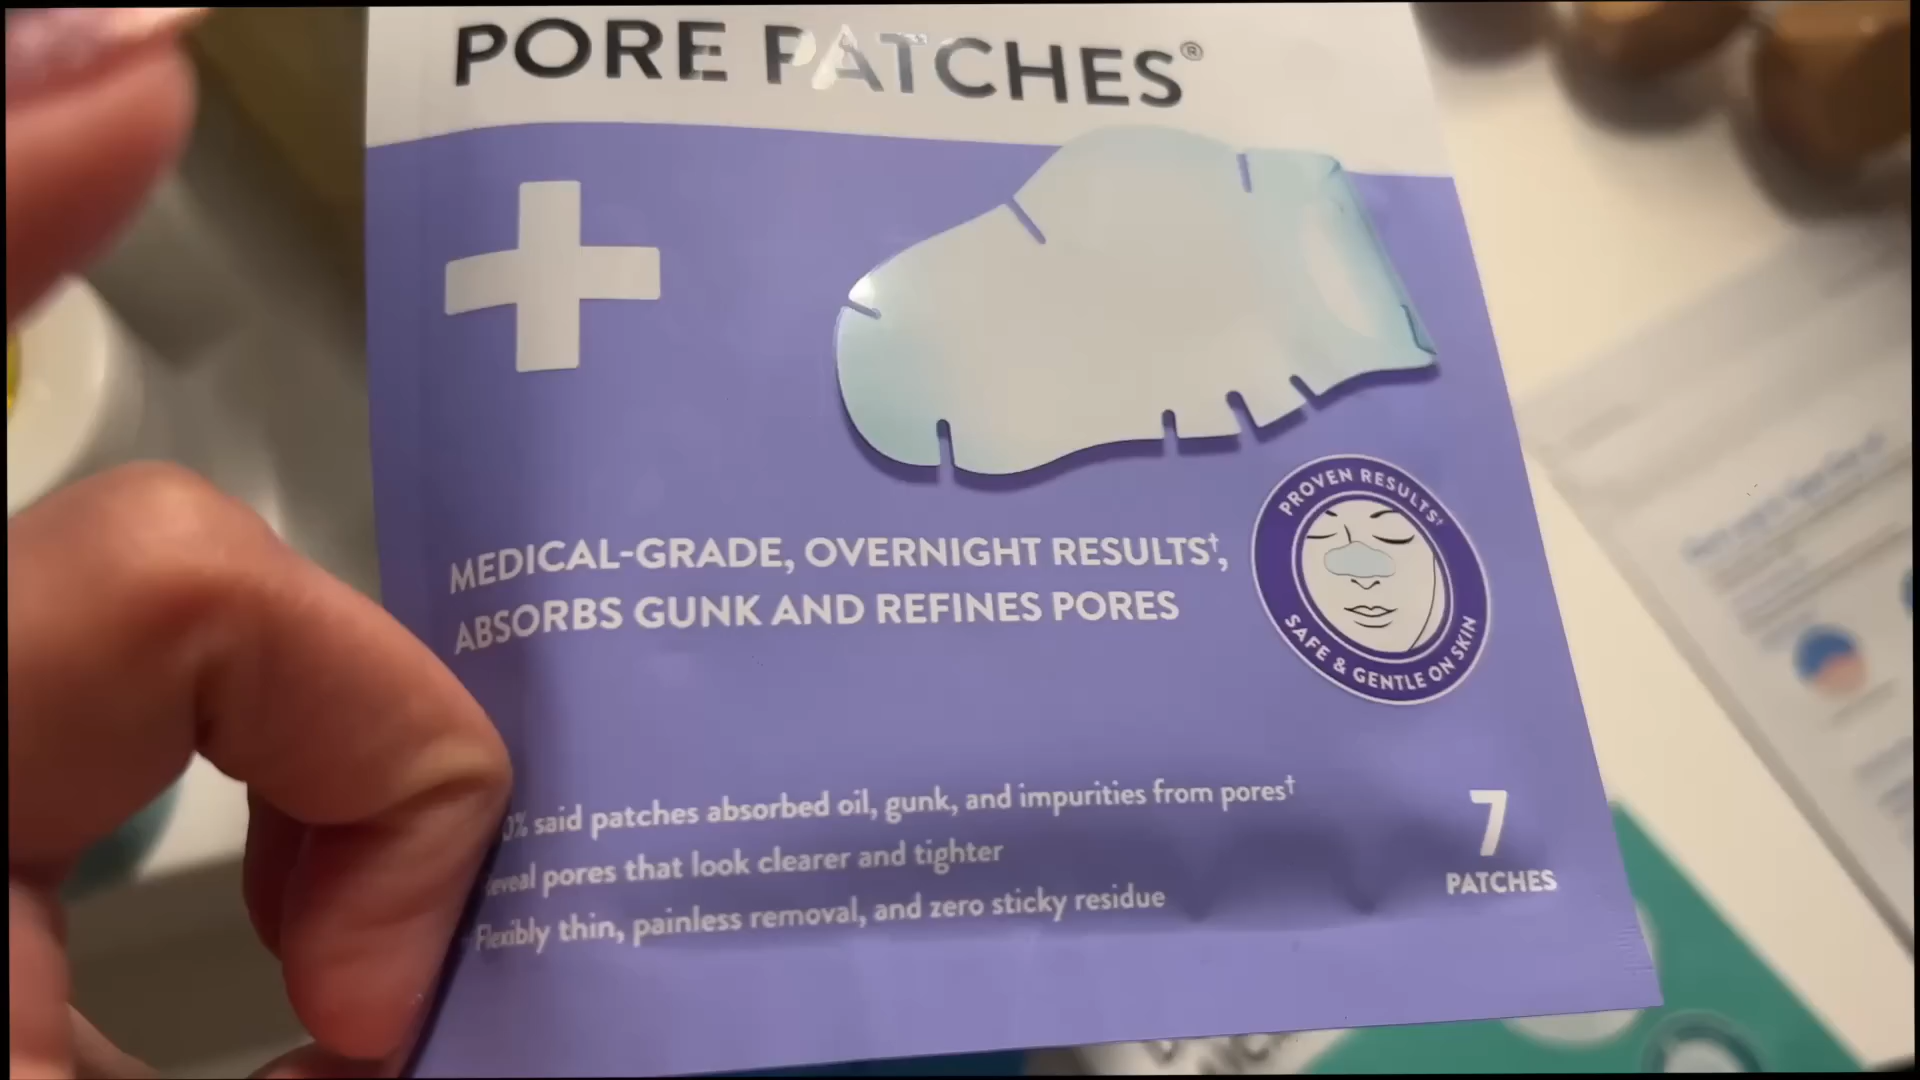 PORE PATCHES®
MEDICAL-GRADE, OVERNIGHT RESULTS†,
ABSORBS GUNK AND REFINES PORES
PROVEN RESULTS†
SAFE & GENTLE ON SKIN
said patches absorbed oil, gunk, and impurities from pores†
pores that look clearer and tighter
Flexibly thin, painless removal, and zero sticky residue
7
PATCHES